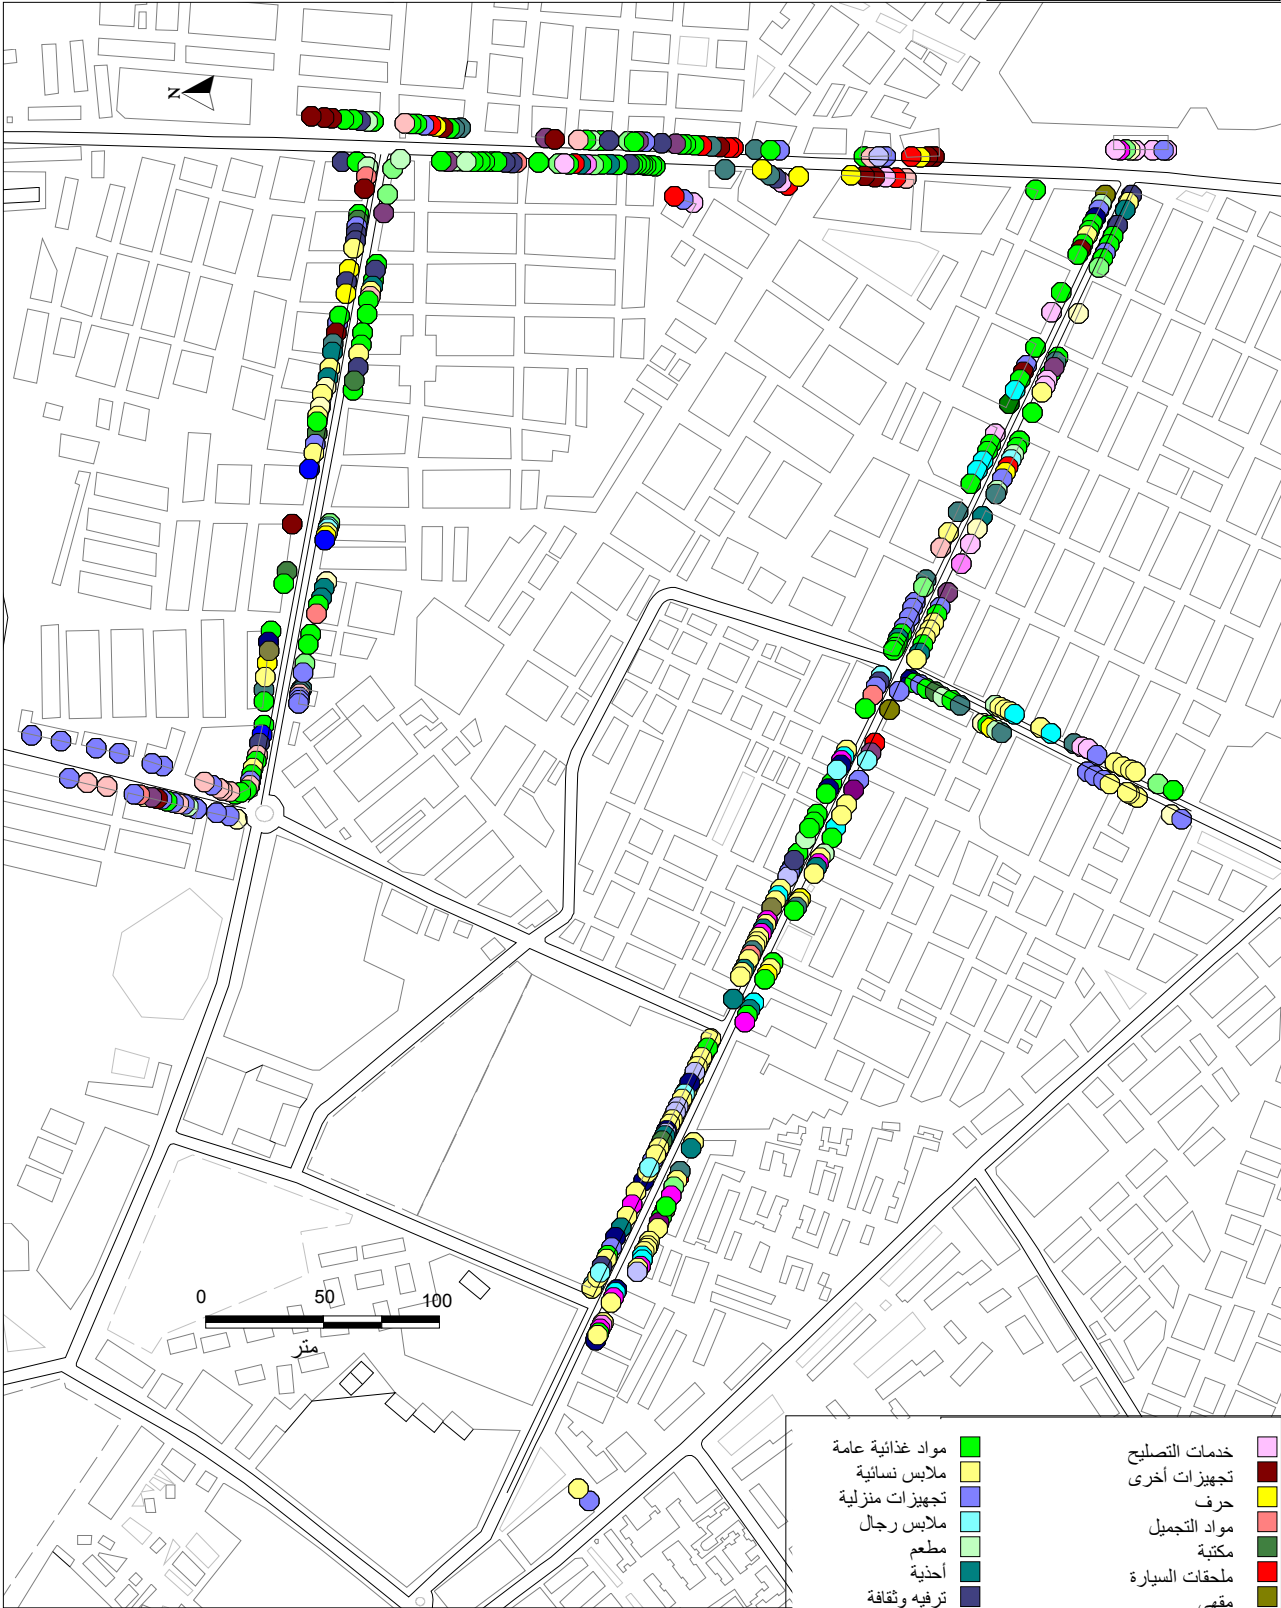 N
0 50 100
متر
خدمات التصليح
تجهيزات أخرى
حرف
مواد التجميل
مكتبة
ملحقات السيارة
مقهى
مواد غذائية عامة
ملابس نسائية
تجهيزات منزلية
ملابس رجال
مطعم
أحذية
ترفيه وثقافة